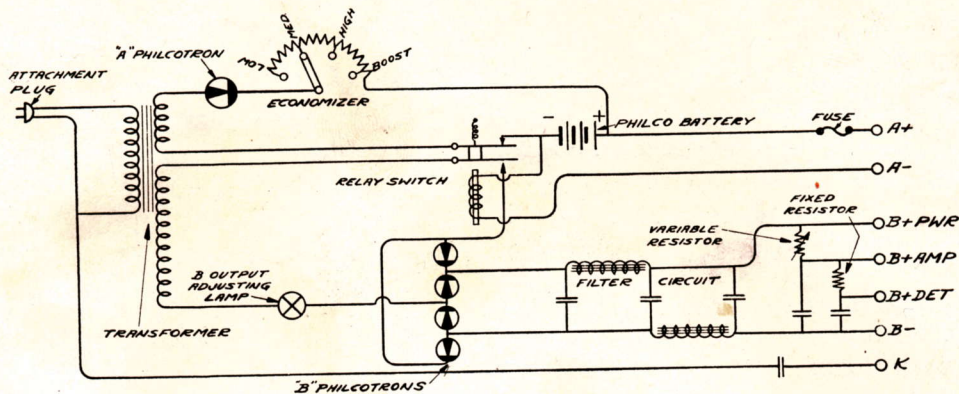 ATTACHMENT
PLUG
"A" PHILCOTRON
LOW
MED
HIGH
BOOST
ECONOMIZER
- +
PHILCO BATTERY
FUSE
A+
A-
RELAY SWITCH
FIXED
RESISTOR
VARIABLE
RESISTOR
B+PWR
B+AMP
B+DET
B-
K
FILTER CIRCUIT
B OUTPUT
ADJUSTING
LAMP
TRANSFORMER
"B" PHILCOTRONS